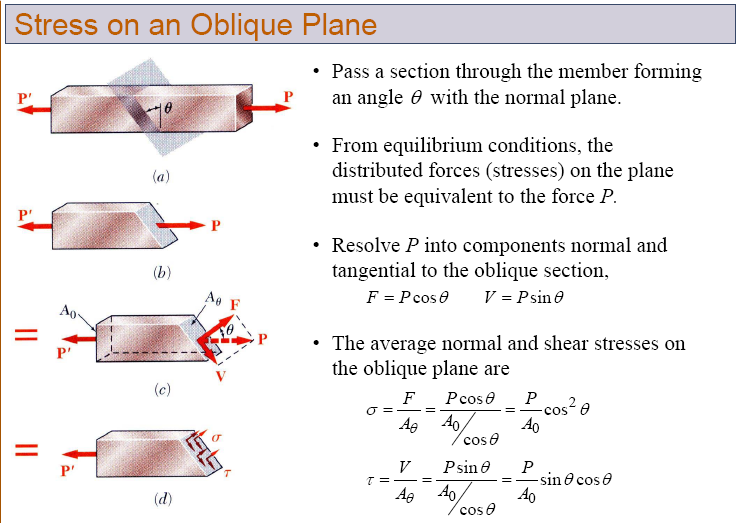 Stress on an Oblique Plane
P'
P
θ
(a)
P'
P
(b)
A₀
A_θ
F
θ
P
P'
V
(c)
=
σ
P'
τ
(d)
=
• Pass a section through the member forming
an angle θ with the normal plane.
• From equilibrium conditions, the
distributed forces (stresses) on the plane
must be equivalent to the force P.
• Resolve P into components normal and
tangential to the oblique section,
F = P cos θ V = P sin θ
• The average normal and shear stresses on
the oblique plane are
σ = F/A_θ = P cos θ/(A₀/cos θ) = P/A₀ cos² θ
τ = V/A_θ = P sin θ/(A₀/cos θ) = P/A₀ sin θ cos θ